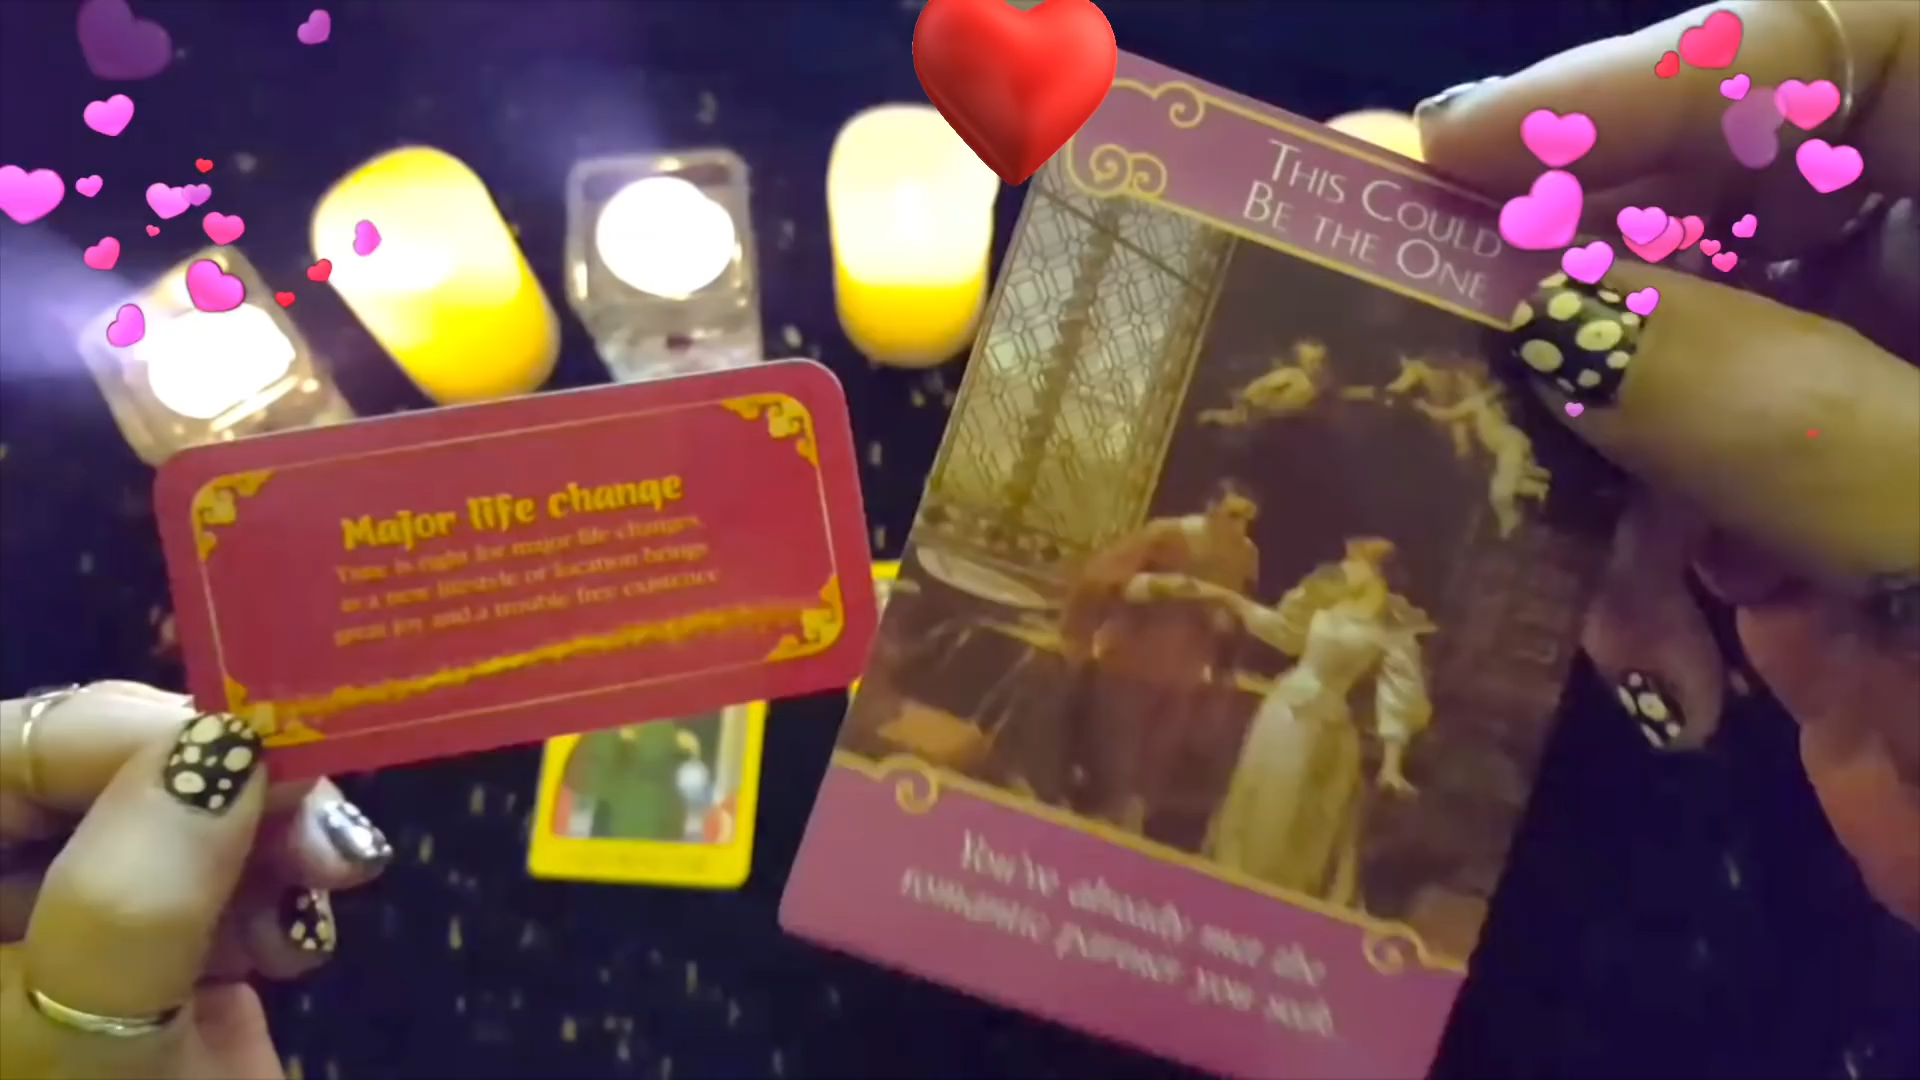 Major life change
Time is right for major life changes,
as a new lifestyle or location brings
great joy and a trouble free existence
THIS COULD
BE THE ONE
You've already met the
romantic partner you seek